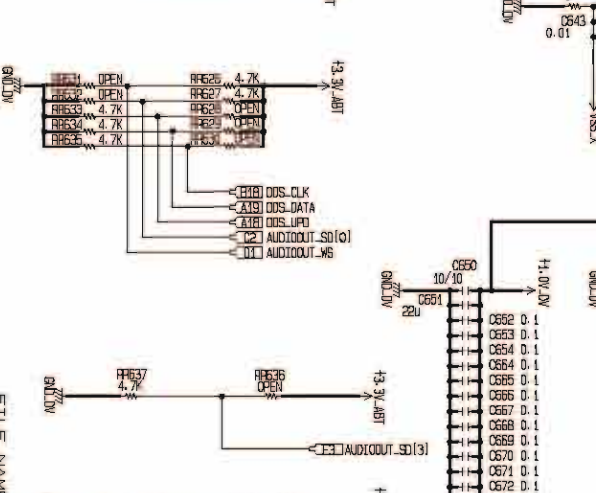 C643
0.01
GND_DV
OPEN
RR626 4.7K
OPEN
RR627 4.7K
RR633 4.7K
OPEN
RR634 4.7K
OPEN
RR635 4.7K
+3.3V_ABT
B18 DDS_CLK
A19 DDS_DATA
A18 DDS_UPD
C2 AUDIOOUT_SD[0]
D1 AUDIOOUT_WS
GND_DV
C650
10/10
C651
22u
+1.0V_DV
GND_DV
C652 0.1
C653 0.1
C654 0.1
C664 0.1
C665 0.1
C666 0.1
C667 0.1
C668 0.1
C669 0.1
C670 0.1
C671 0.1
C672 0.1
GND_DV
RR637
4.7K
RR636
OPEN
+3.3V_ABT
E3 AUDIOOUT_SD[3]